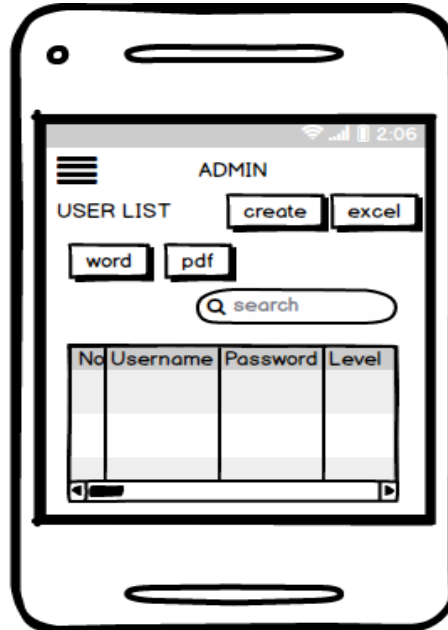 2:06
ADMIN
USER LIST create excel
word pdf
search
No Username Password Level